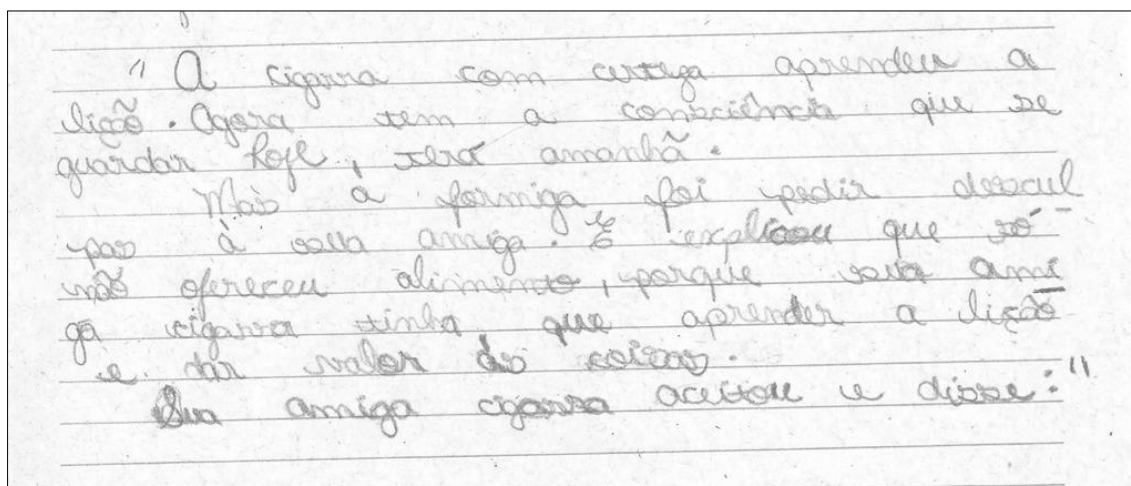 " A cigarra com certeza aprendeu a
lição. Agora tem a consciência que se
guardar hoje, terá amanhã.
Mais a formiga foi pedir descul
pas à sua amiga. E explicou que só
não ofereceu alimento, porque sua ami
ga cigarra tinha que aprender a lição
e dar valor às coisas.
Sua amiga cigarra aceitou e disse: "